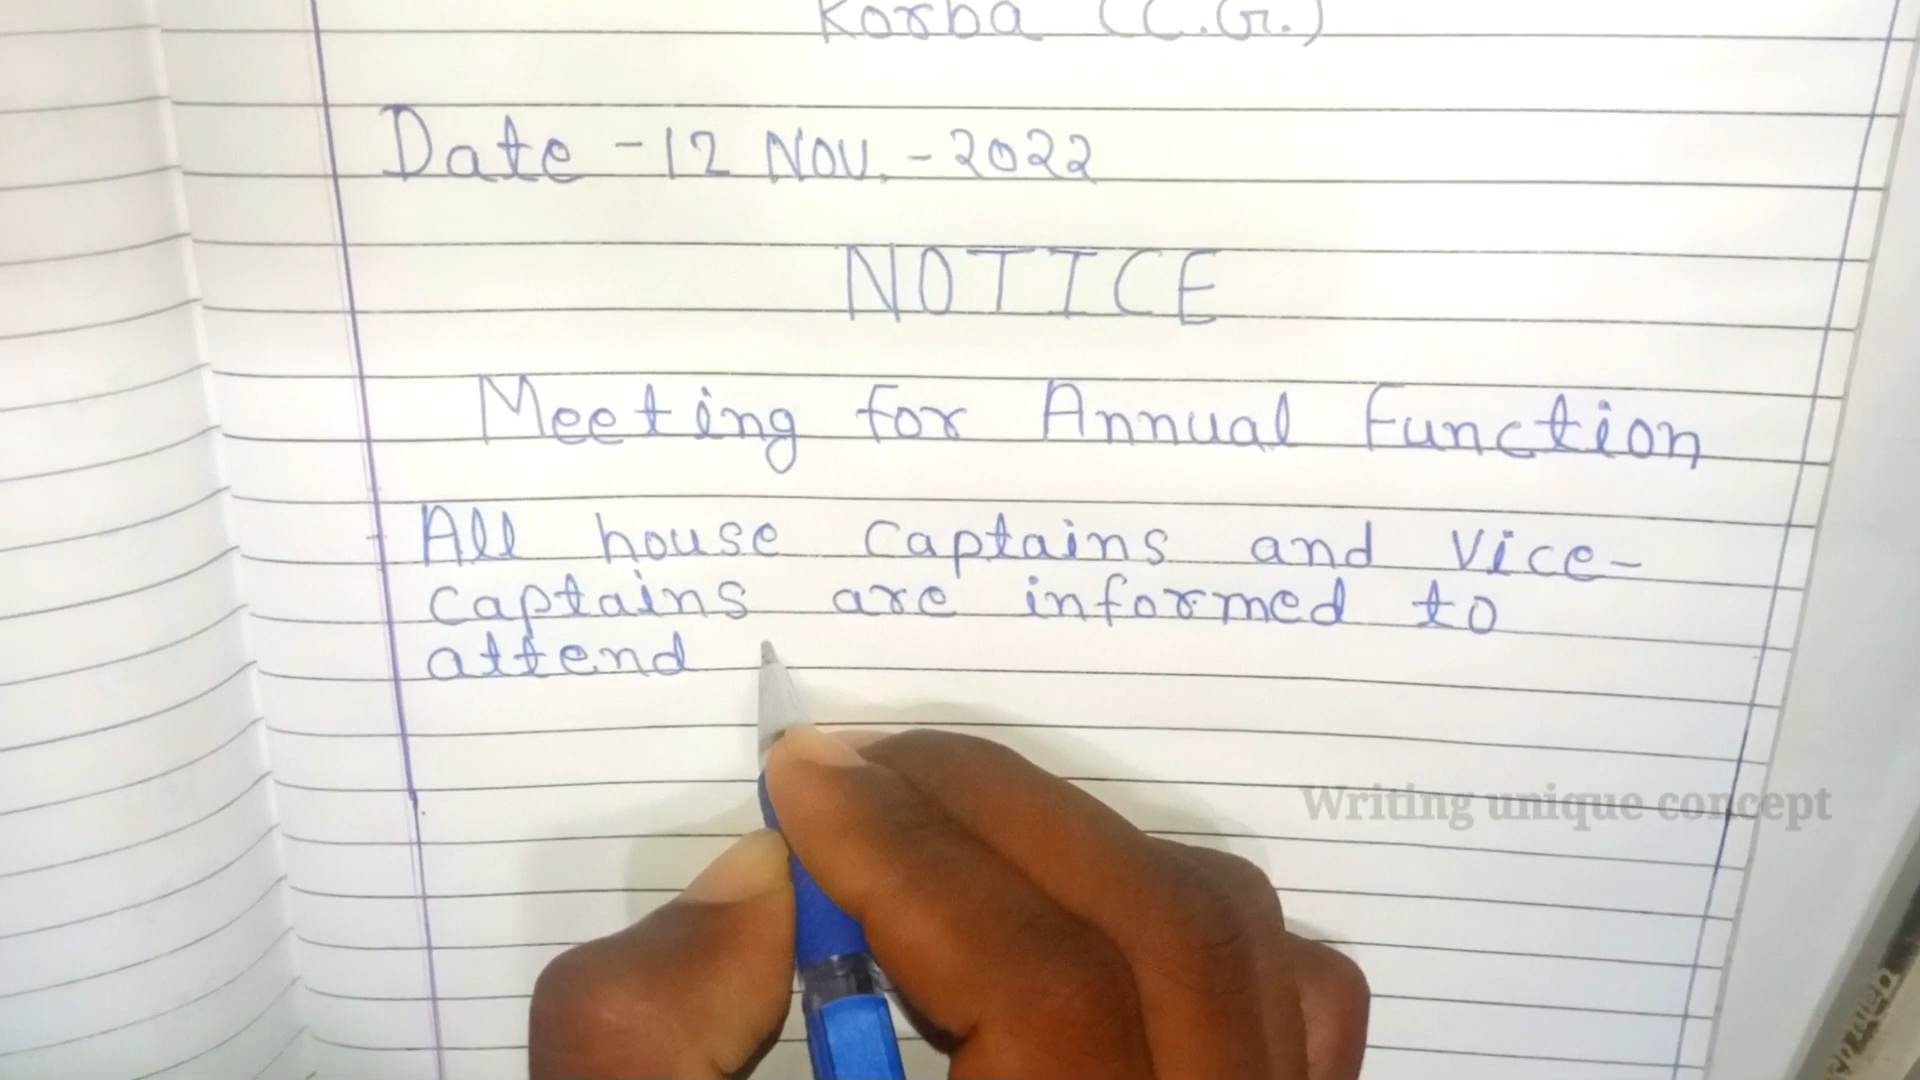 Korba (C.G.)
Date - 12 Nov. - 2022
NOTICE
Meeting for Annual Function
All house captains and Vice-
captains are informed to
attend
Writing unique concept